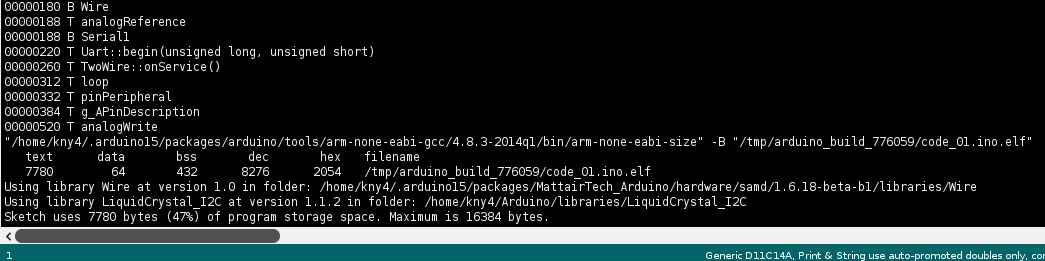 00000180 B Wire
00000188 T analogReference
00000188 B Serial1
00000220 T Uart::begin(unsigned long, unsigned short)
00000260 T TwoWire::onService()
00000312 T loop
00000332 T pinPeripheral
00000384 T g_APinDescription
00000520 T analogWrite
"/home/kny4/.arduino15/packages/arduino/tools/arm-none-eabi-gcc/4.8.3-2014q1/bin/arm-none-eabi-size" -B "/tmp/arduino_build_776059/code_01.ino.elf"
text data bss dec hex filename
7780 64 432 8276 2054 /tmp/arduino_build_776059/code_01.ino.elf
Using library Wire at version 1.0 in folder: /home/kny4/.arduino15/packages/MattairTech_Arduino/hardware/samd/1.6.18-beta-b1/libraries/Wire
Using library LiquidCrystal_I2C at version 1.1.2 in folder: /home/kny4/Arduino/libraries/LiquidCrystal_I2C
Sketch uses 7780 bytes (47%) of program storage space. Maximum is 16384 bytes.
1 Generic D11C14A, Print & String use auto-promoted doubles only, con